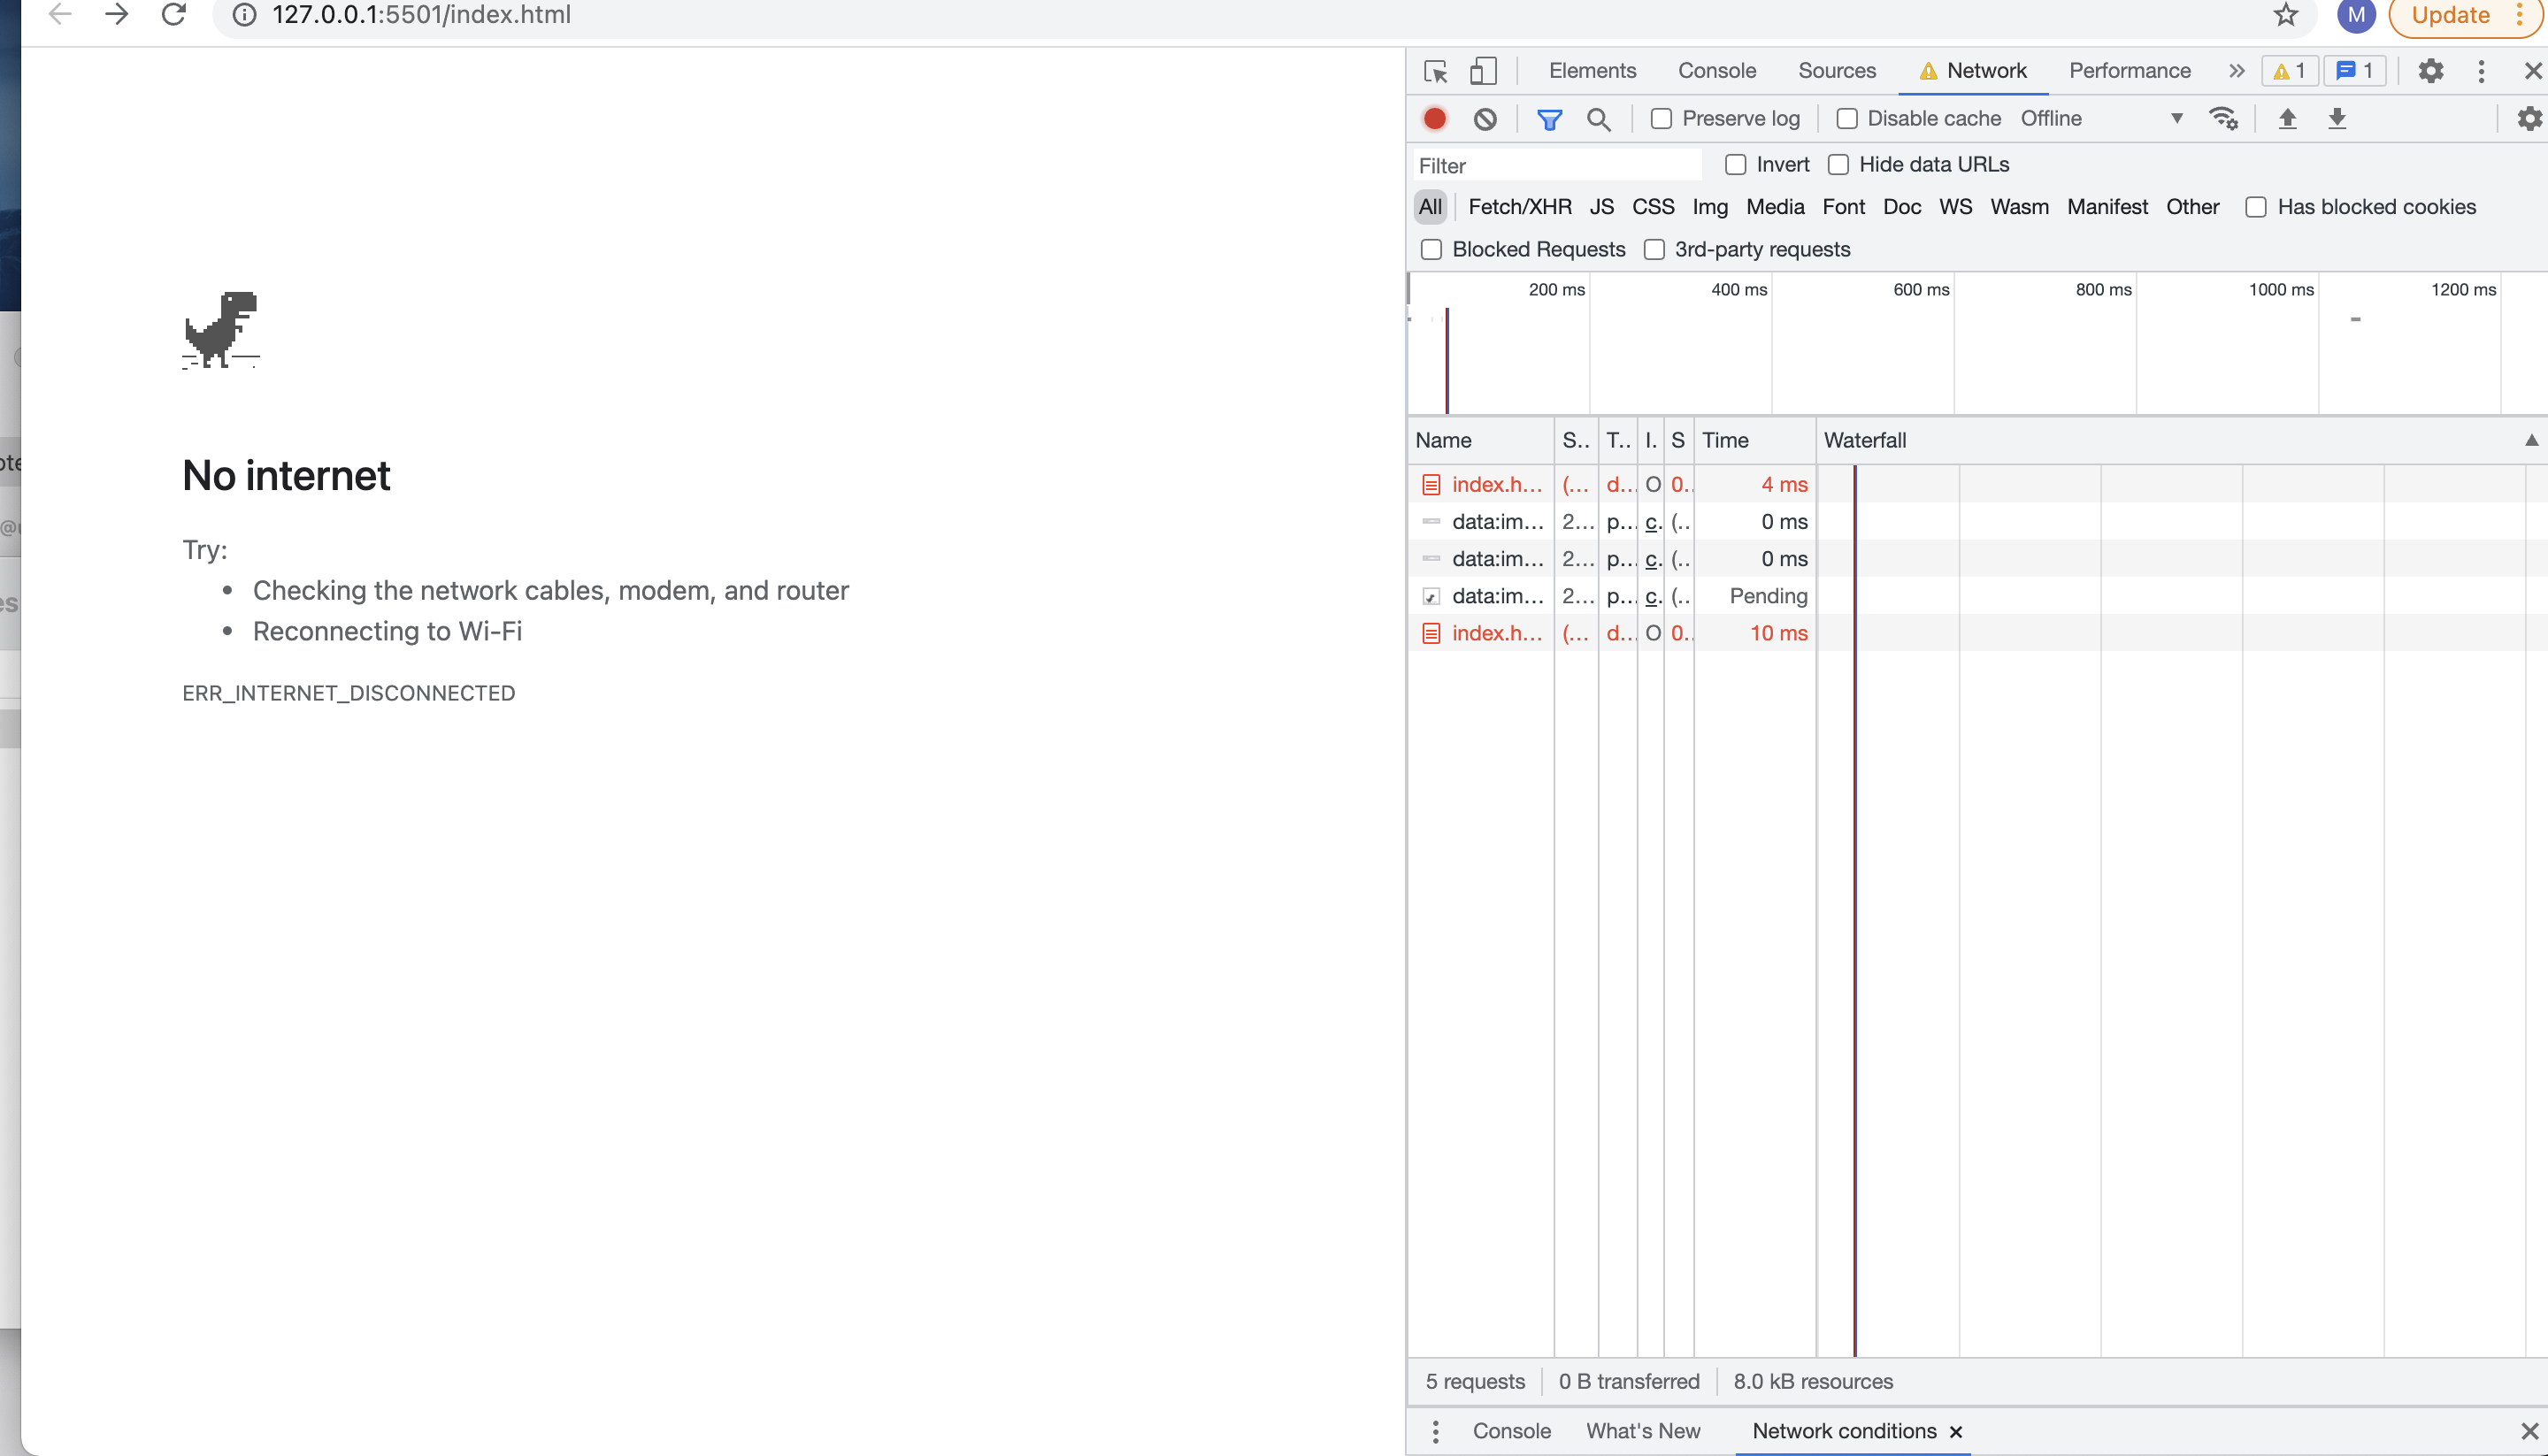 127.0.0.1:5501/index.html
M
Update
Elements Console Sources Network Performance 1 1
Preserve log Disable cache Offline
Filter Invert Hide data URLs
All Fetch/XHR JS CSS Img Media Font Doc WS Wasm Manifest Other Has blocked cookies
Blocked Requests 3rd-party requests
200 ms 400 ms 600 ms 800 ms 1000 ms 1200 ms
Name S.. T.. I. S Time Waterfall
index.h... (... d... O 0.. 4 ms
data:im... 2... p... c. (.. 0 ms
data:im... 2... p... c. (.. 0 ms
data:im... 2... p... c. (.. Pending
index.h... (... d... O 0.. 10 ms
5 requests 0 B transferred 8.0 kB resources
Console What's New Network conditions
No internet
Try:
• Checking the network cables, modem, and router
• Reconnecting to Wi-Fi
ERR_INTERNET_DISCONNECTED